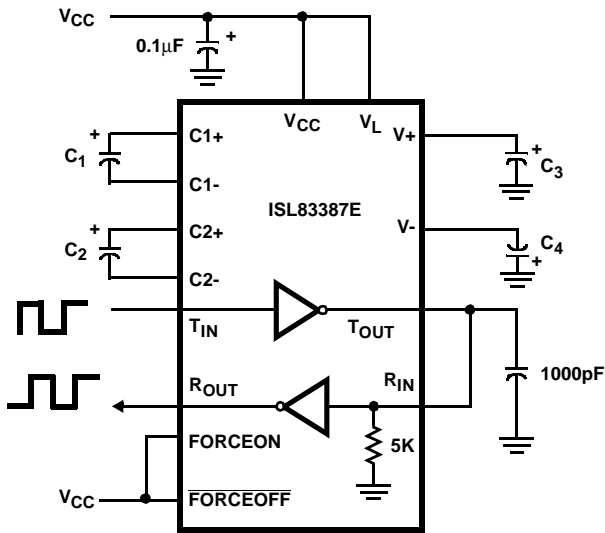 VCC
0.1µF
+
VCC
VL
+
C1
C1+
C1-
V+
+
C3
ISL83387E
+
C2
C2+
C2-
V-
C4
+
TIN
TOUT
ROUT
RIN
1000pF
FORCEON
5K
VCC
FORCEOFF